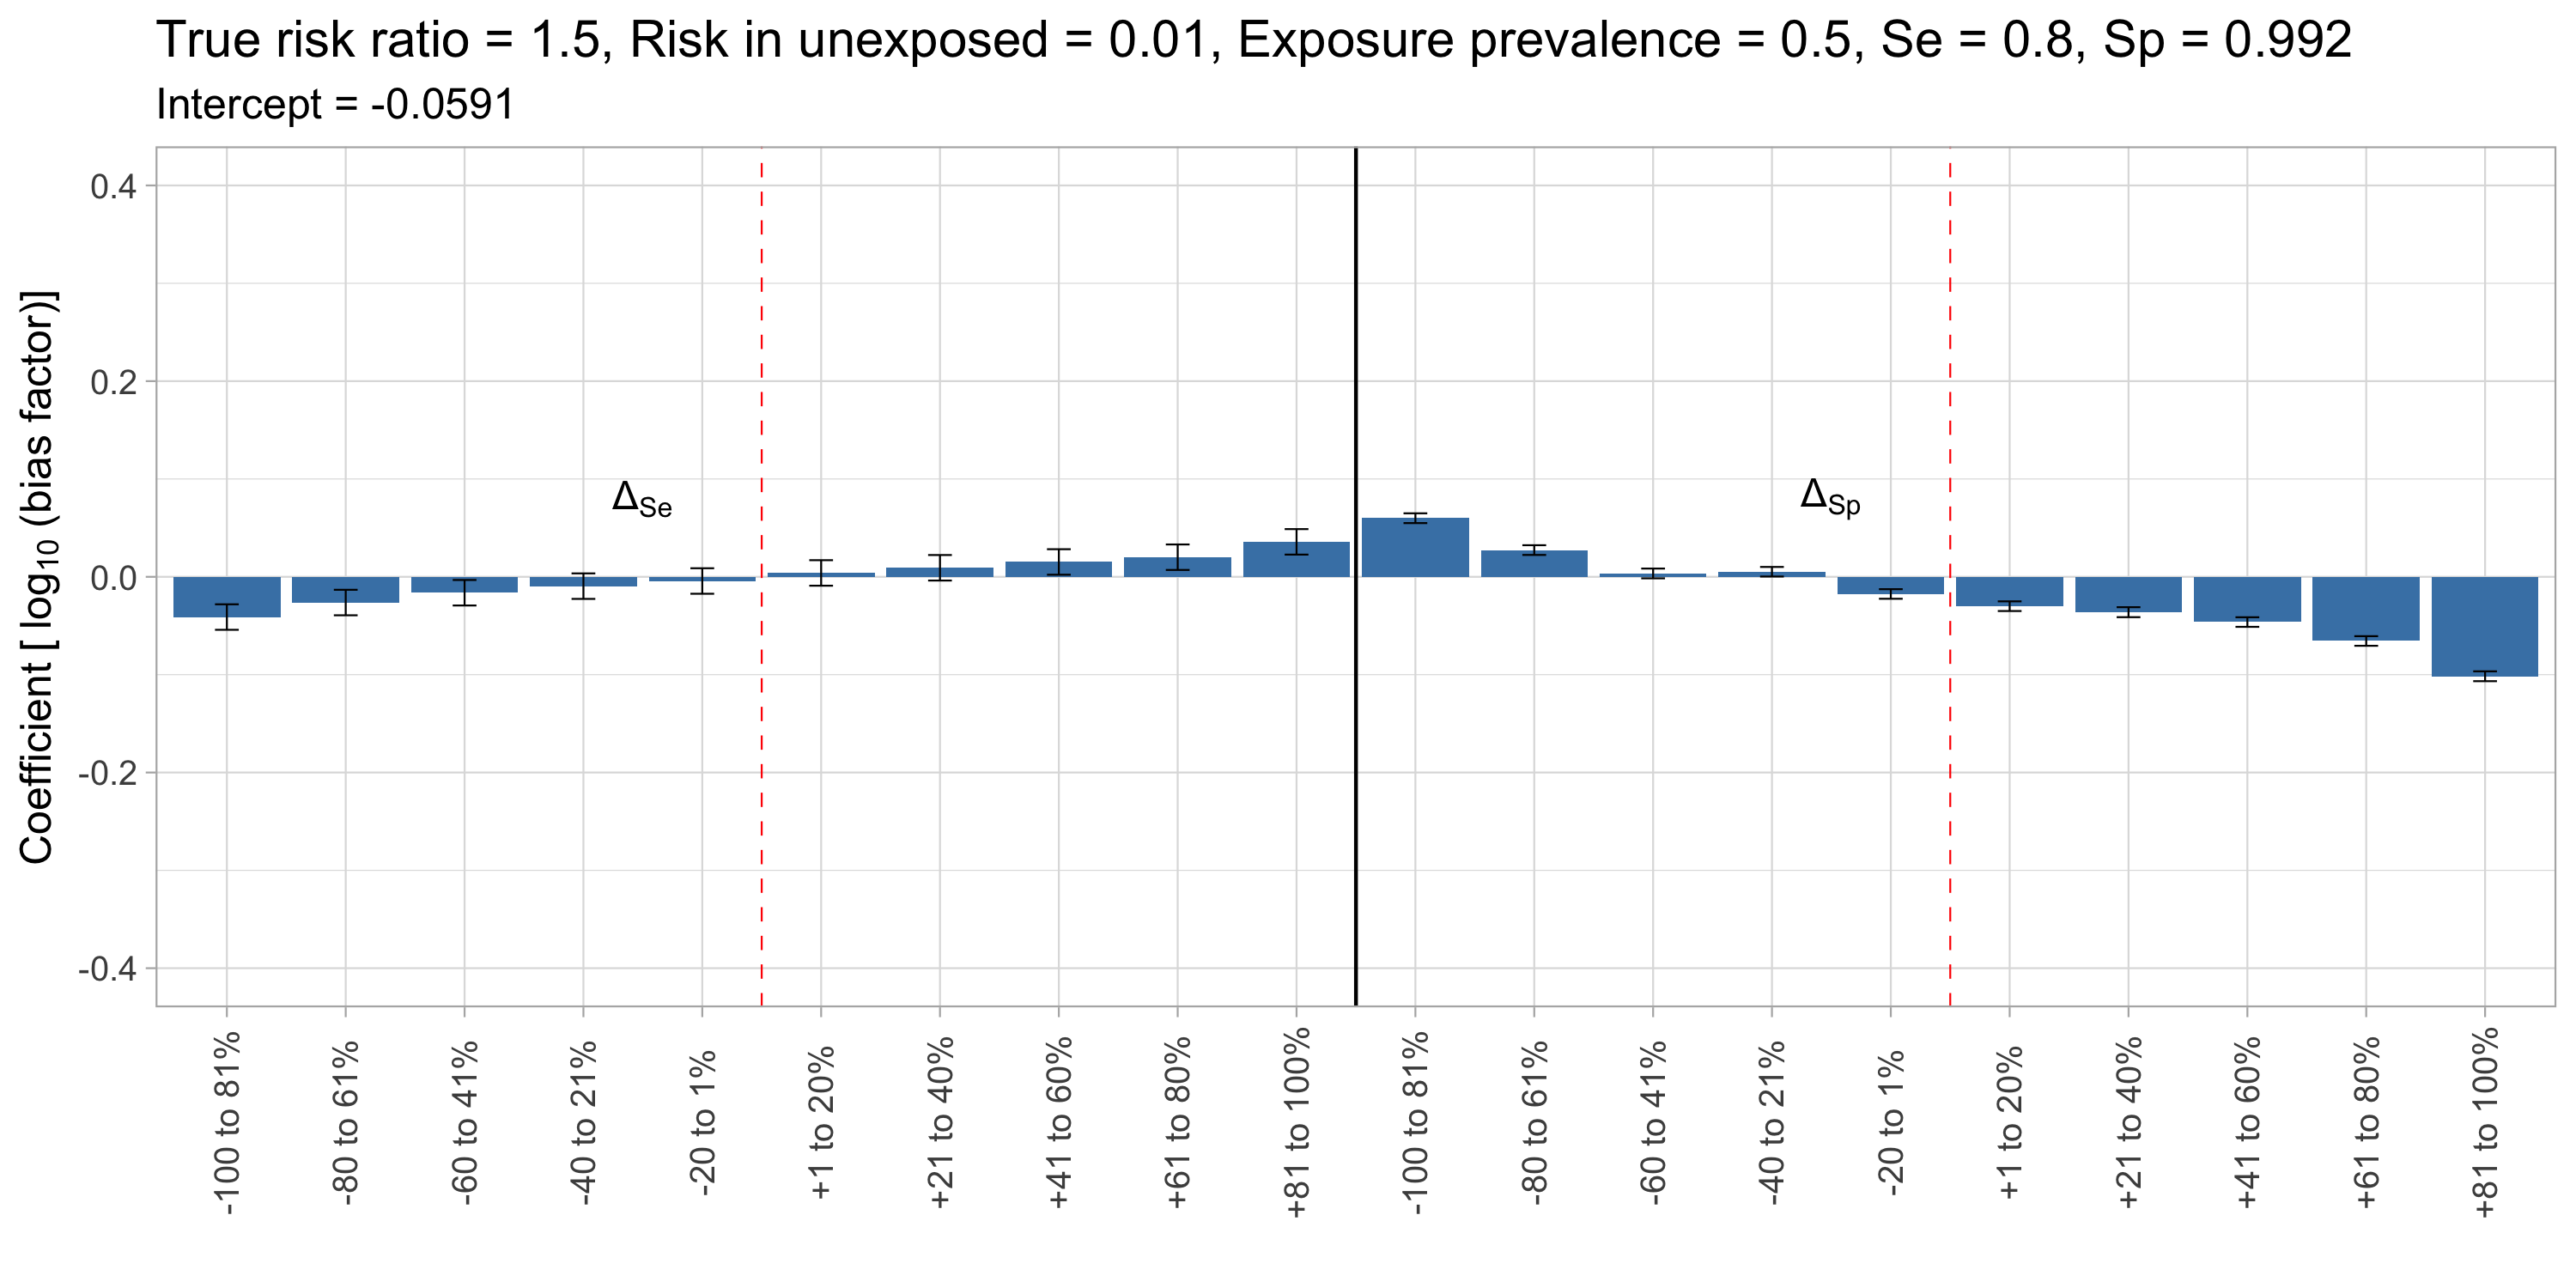 True risk ratio = 1.5, Risk in unexposed = 0.01, Exposure prevalence = 0.5, Se = 0.8, Sp = 0.992
Intercept = -0.0591
Coefficient [ log10 (bias factor)]
0.4
0.2
0.0
-0.2
-0.4
ΔSe
ΔSp
-100 to 81%
-80 to 61%
-60 to 41%
-40 to 21%
-20 to 1%
+1 to 20%
+21 to 40%
+41 to 60%
+61 to 80%
+81 to 100%
-100 to 81%
-80 to 61%
-60 to 41%
-40 to 21%
-20 to 1%
+1 to 20%
+21 to 40%
+41 to 60%
+61 to 80%
+81 to 100%